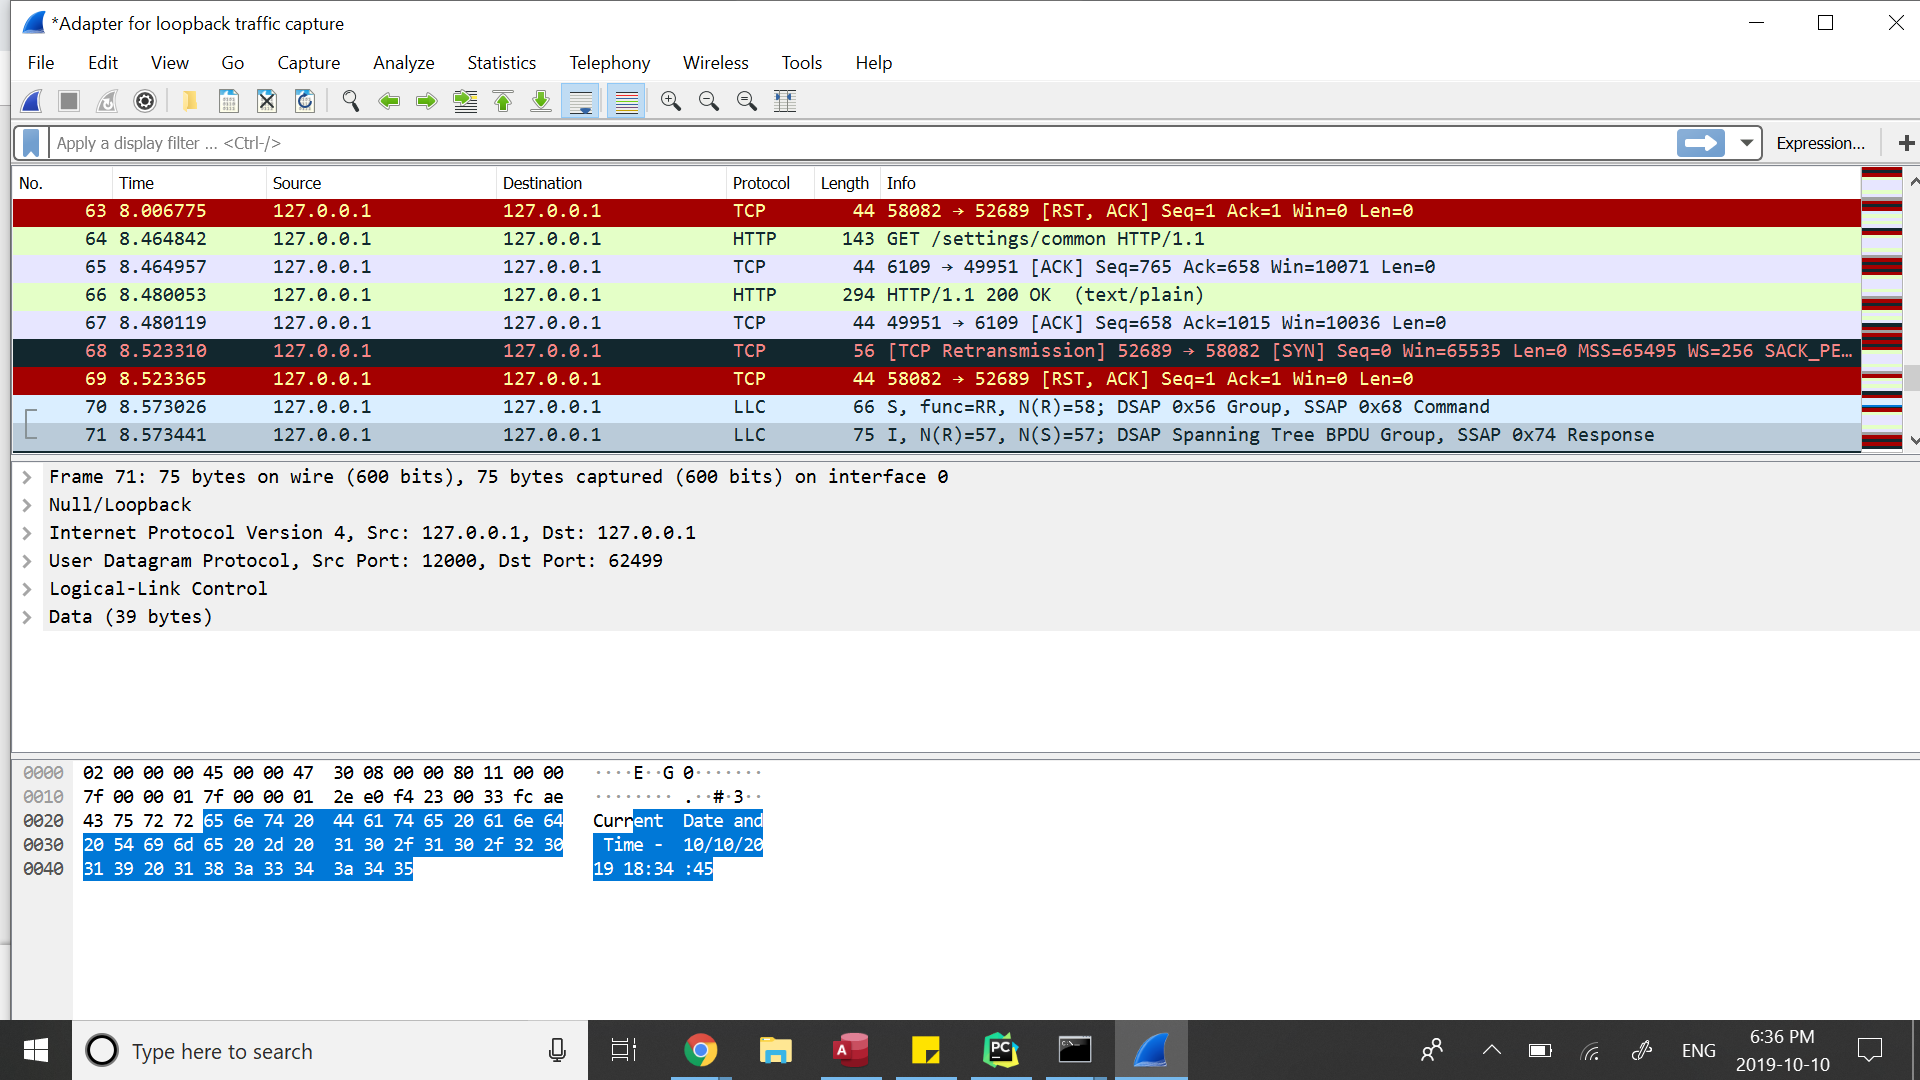 *Adapter for loopback traffic capture
File Edit View Go Capture Analyze Statistics Telephony Wireless Tools Help
Apply a display filter ... <Ctrl-/> Expression... +
No. Time Source Destination Protocol Length Info
63 8.006775 127.0.0.1 127.0.0.1 TCP 44 58082 → 52689 [RST, ACK] Seq=1 Ack=1 Win=0 Len=0
64 8.464842 127.0.0.1 127.0.0.1 HTTP 143 GET /settings/common HTTP/1.1
65 8.464957 127.0.0.1 127.0.0.1 TCP 44 6109 → 49951 [ACK] Seq=765 Ack=658 Win=10071 Len=0
66 8.480053 127.0.0.1 127.0.0.1 HTTP 294 HTTP/1.1 200 OK (text/plain)
67 8.480119 127.0.0.1 127.0.0.1 TCP 44 49951 → 6109 [ACK] Seq=658 Ack=1015 Win=10036 Len=0
68 8.523310 127.0.0.1 127.0.0.1 TCP 56 [TCP Retransmission] 52689 → 58082 [SYN] Seq=0 Win=65535 Len=0 MSS=65495 WS=256 SACK_PE…
69 8.523365 127.0.0.1 127.0.0.1 TCP 44 58082 → 52689 [RST, ACK] Seq=1 Ack=1 Win=0 Len=0
70 8.573026 127.0.0.1 127.0.0.1 LLC 66 S, func=RR, N(R)=58; DSAP 0x56 Group, SSAP 0x68 Command
71 8.573441 127.0.0.1 127.0.0.1 LLC 75 I, N(R)=57, N(S)=57; DSAP Spanning Tree BPDU Group, SSAP 0x74 Response
Frame 71: 75 bytes on wire (600 bits), 75 bytes captured (600 bits) on interface 0
Null/Loopback
Internet Protocol Version 4, Src: 127.0.0.1, Dst: 127.0.0.1
User Datagram Protocol, Src Port: 12000, Dst Port: 62499
Logical-Link Control
Data (39 bytes)
0000 02 00 00 00 45 00 00 47 30 08 00 00 80 11 00 00 ····E··G 0·······
0010 7f 00 00 01 7f 00 00 01 2e e0 f4 23 00 33 fc ae ········ .··#·3··
0020 43 75 72 72 65 6e 74 20 44 61 74 65 20 61 6e 64 Current Date and
0030 20 54 69 6d 65 20 2d 20 31 30 2f 31 30 2f 32 30 Time - 10/10/20
0040 31 39 20 31 38 3a 33 34 3a 34 35 19 18:34 :45
Type here to search
ENG
6:36 PM
2019-10-10